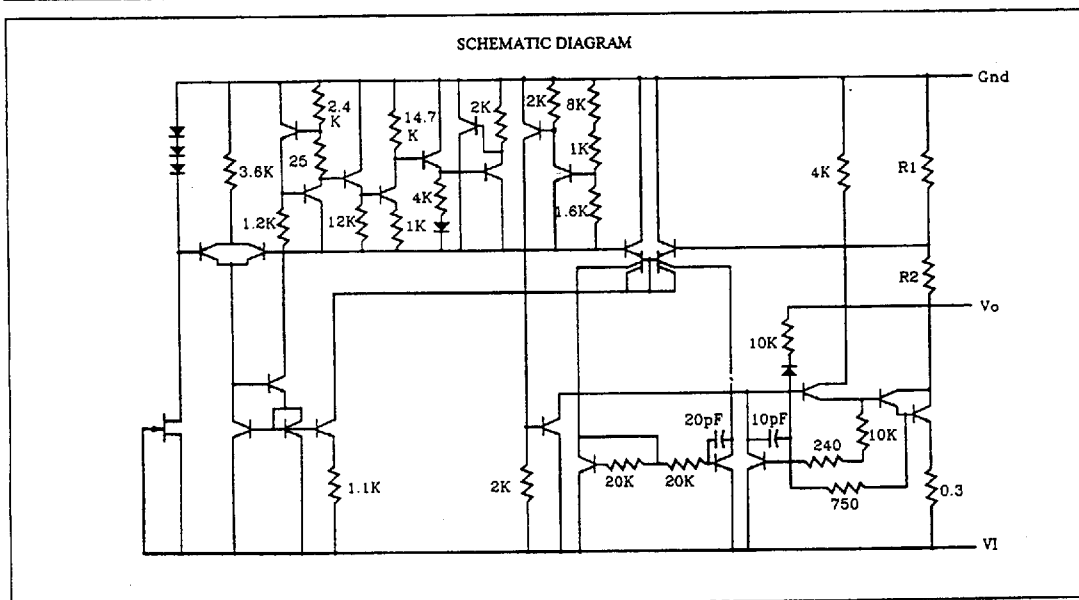 SCHEMATIC DIAGRAM
Gnd
2.4
K
14.7
K
2K
2K
8K
25
1K
3.6K
4K
R1
4K
1.2K
12K
1K
1.6K
R2
Vo
10K
20pF
10pF
10K
240
1.1K
2K
20K
20K
750
0.3
VI